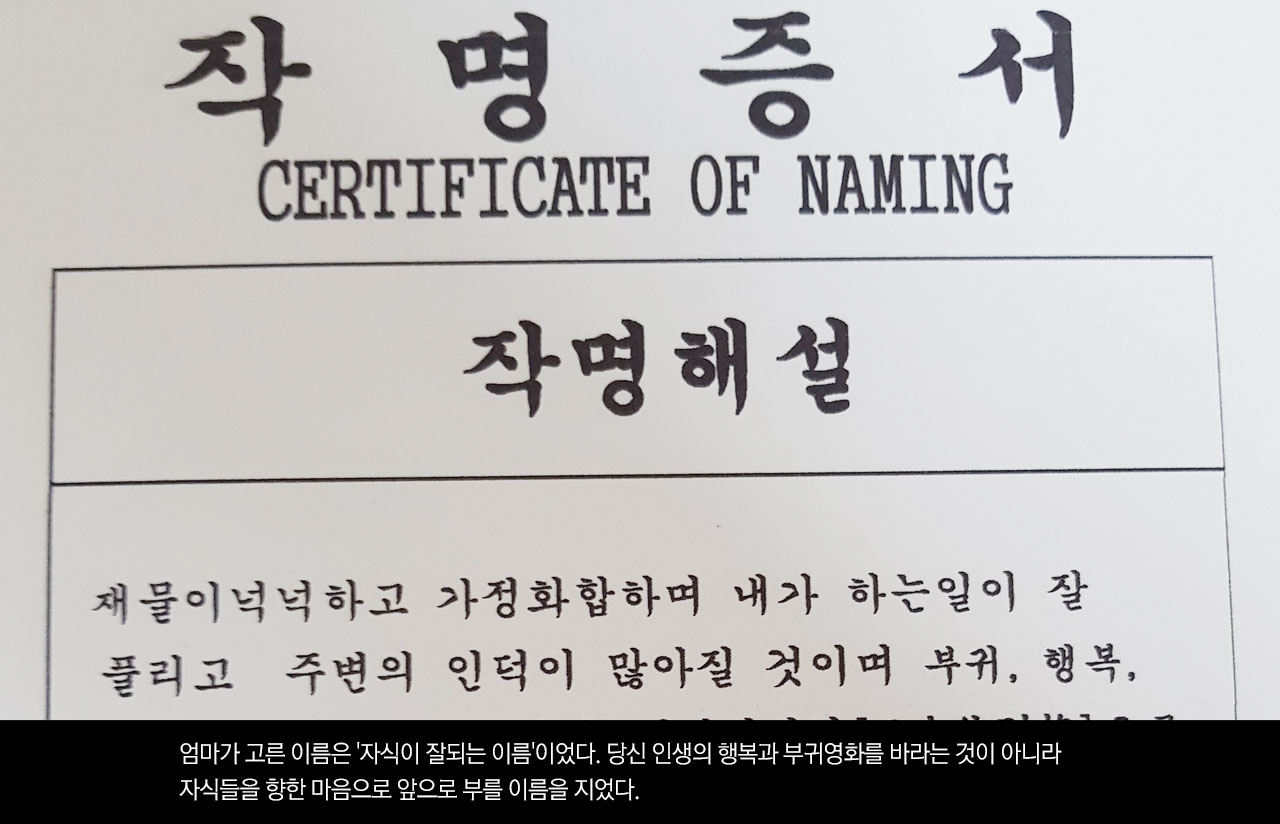 작 명 증 서
CERTIFICATE OF NAMING
작명해설
재물이넉넉하고 가정화합하며 내가 하는일이 잘
풀리고 주변의 인덕이 많아질 것이며 부귀, 행복,
엄마가 고른 이름은 '자식이 잘되는 이름'이었다. 당신 인생의 행복과 부귀영화를 바라는 것이 아니라
자식들을 향한 마음으로 앞으로 부를 이름을 지었다.